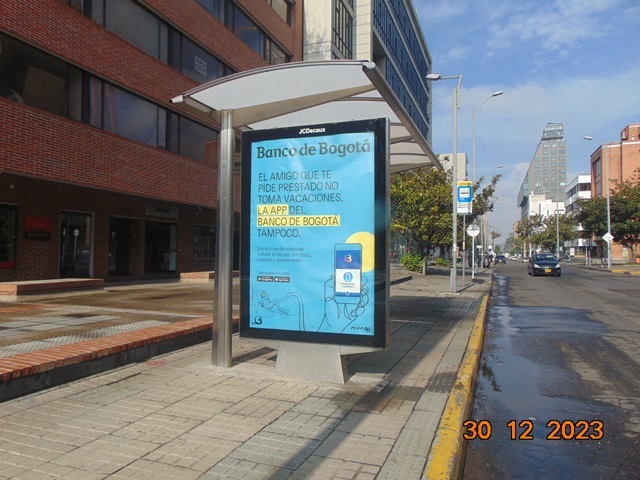 JCDecaux
Banco de Bogotá
EL AMIGO QUE TE
PIDE PRESTADO NO
TOMA VACACIONES.
LA APP DEL
BANCO DE BOGOTÁ
TAMPOCO.
30 12 2023